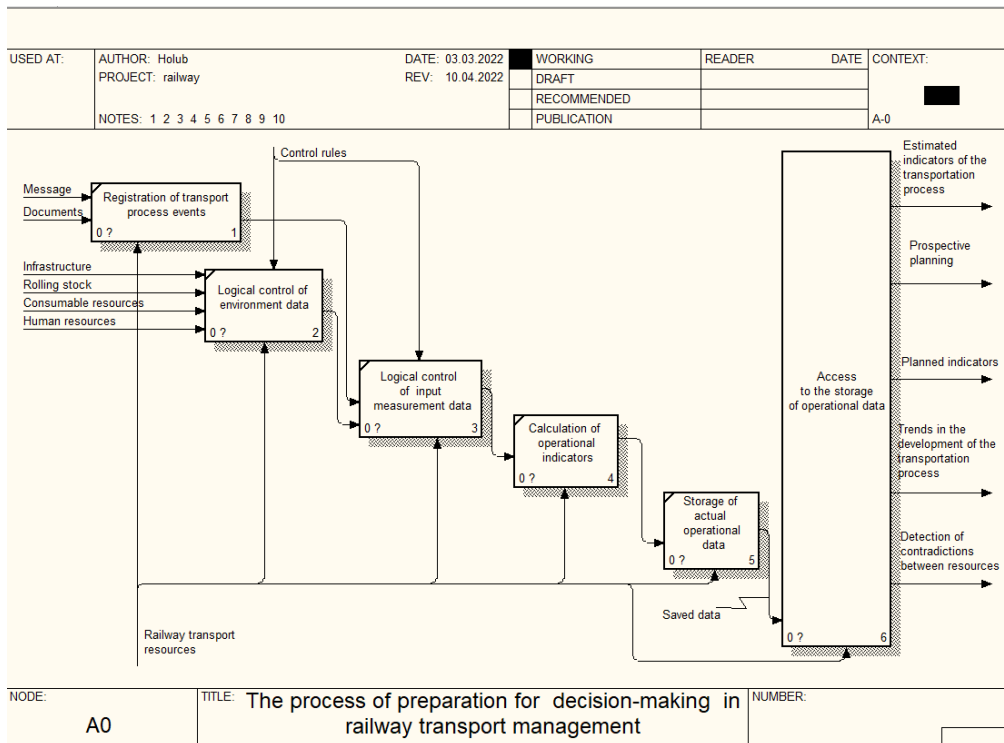 USED AT:
AUTHOR: Holub
DATE: 03.03.2022
WORKING
READER
DATE
CONTEXT:
PROJECT: railway
REV: 10.04.2022
DRAFT
RECOMMENDED
NOTES: 1 2 3 4 5 6 7 8 9 10
PUBLICATION
A-0
Control rules
Message
Documents
Registration of transport
process events
0 ?
1
Infrastructure
Rolling stock
Consumable resources
Human resources
Logical control of
environment data
0 ?
2
Logical control
of input
measurement data
0 ?
3
Calculation of
operational
indicators
0 ?
4
Storage of
actual
operational
data
0 ?
5
Saved data
Access
to the storage
of operational data
0 ?
6
Estimated
indicators of the
transportation
process
Prospective
planning
Planned indicators
Trends in the
development of the
transportation
process
Detection of
contradictions
between resources
Railway transport
resources
NODE:
A0
TITLE:
The process of preparation for decision-making in
railway transport management
NUMBER: